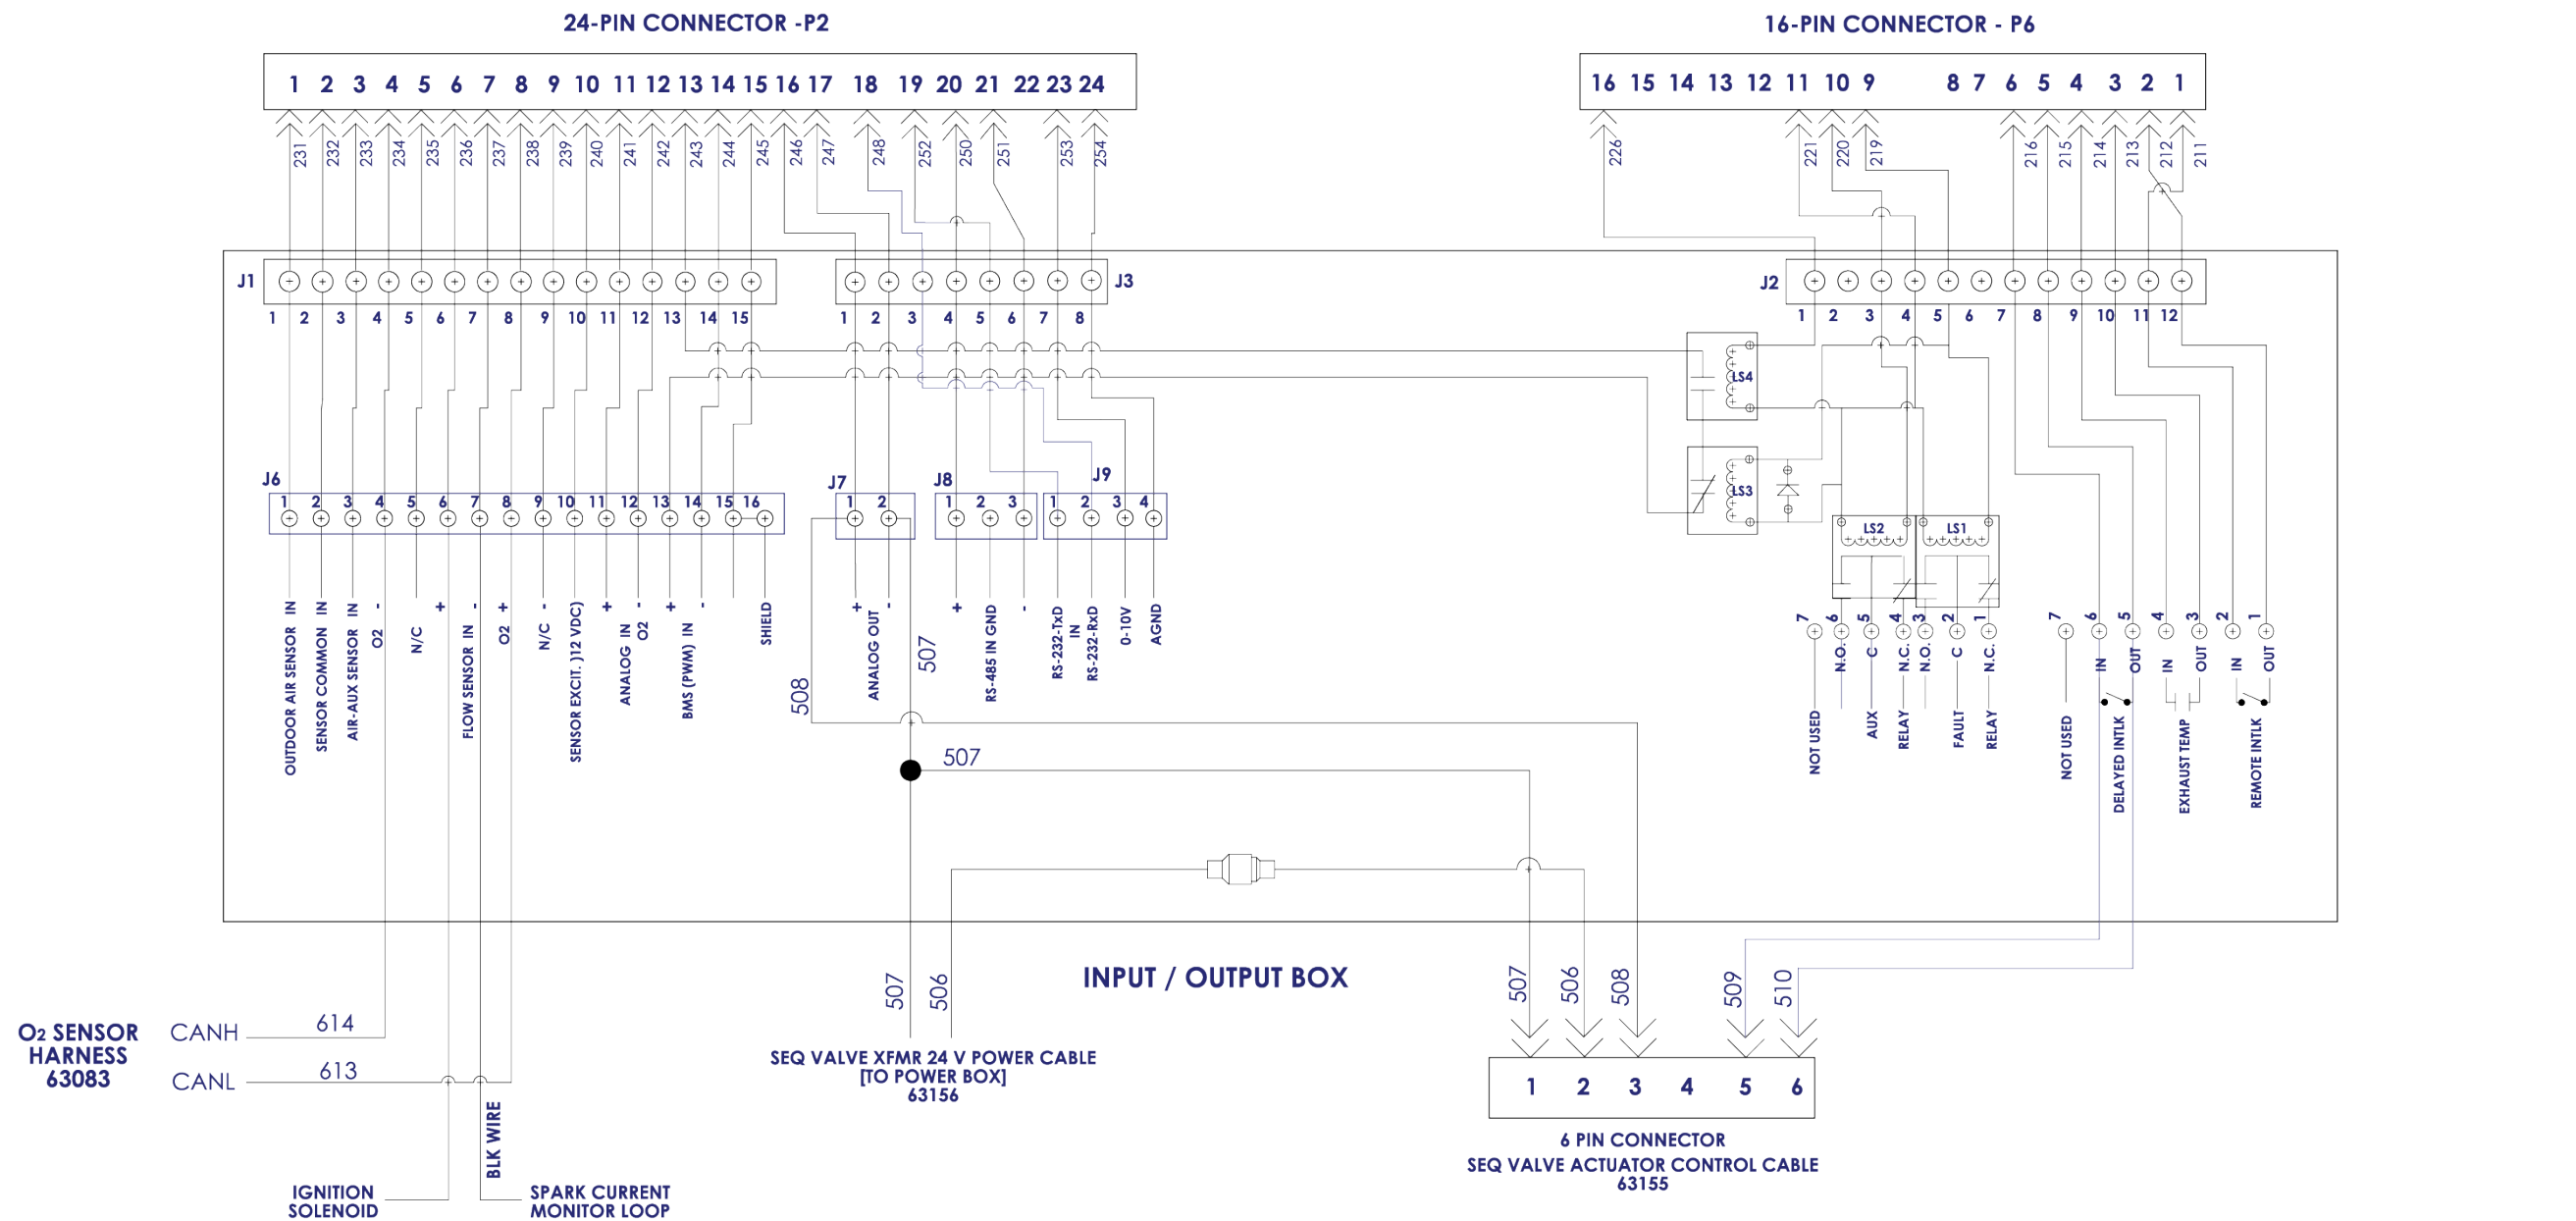 24-PIN CONNECTOR -P2
16-PIN CONNECTOR - P6
1 2 3 4 5 6 7 8 9 10 11 12 13 14 15 16 17 18 19 20 21 22 23 24
16 15 14 13 12 11 10 9 8 7 6 5 4 3 2 1
231 232 233 234 235 236 237 238 239 240 241 242 243 244 245 246 247 248 252 250 251 253 254
226 221 220 219 216 215 214 213 212 211
J1
J3
J2
1 2 3 4 5 6 7 8 9 10 11 12 13 14 15
1 2 3 4 5 6 7 8
1 2 3 4 5 6 7 8 9 10 11 12
LS4
LS3
LS2
LS1
J6
J7
J8
J9
1 2 3 4 5 6 7 8 9 10 11 12 13 14 15 16
1 2
1 2 3
1 2 3 4
OUTDOOR AIR SENSOR IN
SENSOR COMMON IN
AIR-AUX SENSOR IN
O2 -
N/C
+
FLOW SENSOR IN -
O2 +
N/C -
SENSOR EXCIT. )12 VDC)
+
ANALOG IN
O2 -
+
BMS (PWM) IN -
SHIELD
+
ANALOG OUT -
+
RS-485 IN GND
-
RS-232-TxD
IN
RS-232-RxD
0-10V
AGND
7 6 5 4 3 2 1
N.O. C N.C. N.O. C N.C.
NOT USED
AUX
RELAY
FAULT
RELAY
7 6 5 4 3 2 1
IN OUT IN OUT IN OUT
NOT USED
DELAYED INTLK
EXHAUST TEMP
REMOTE INTLK
508
507
507
507
506
INPUT / OUTPUT BOX
507 506 508 509 510
O2 SENSOR
HARNESS
63083
CANH
614
CANL
613
SEQ VALVE XFMR 24 V POWER CABLE
[TO POWER BOX]
63156
1 2 3 4 5 6
6 PIN CONNECTOR
SEQ VALVE ACTUATOR CONTROL CABLE
63155
BLK WIRE
IGNITION
SOLENOID
SPARK CURRENT
MONITOR LOOP